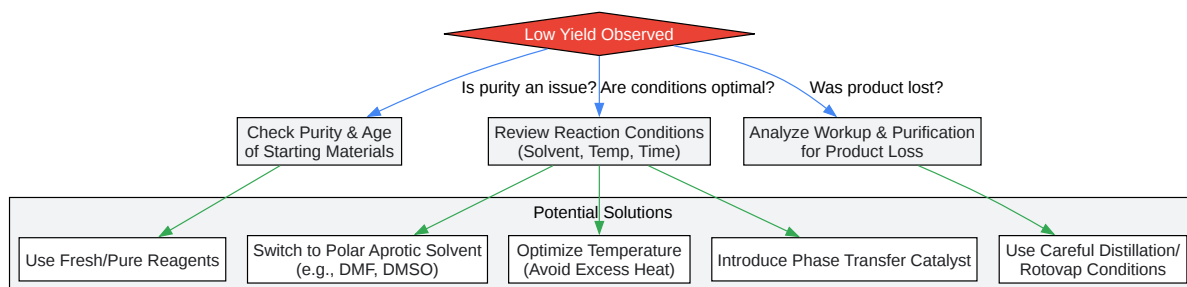 Low Yield Observed
Is purity an issue?
Are conditions optimal?
Was product lost?
Check Purity & Age
of Starting Materials
Review Reaction Conditions
(Solvent, Temp, Time)
Analyze Workup & Purification
for Product Loss
Potential Solutions
Use Fresh/Pure Reagents
Switch to Polar Aprotic Solvent
(e.g., DMF, DMSO)
Optimize Temperature
(Avoid Excess Heat)
Introduce Phase Transfer Catalyst
Use Careful Distillation/
Rotovap Conditions